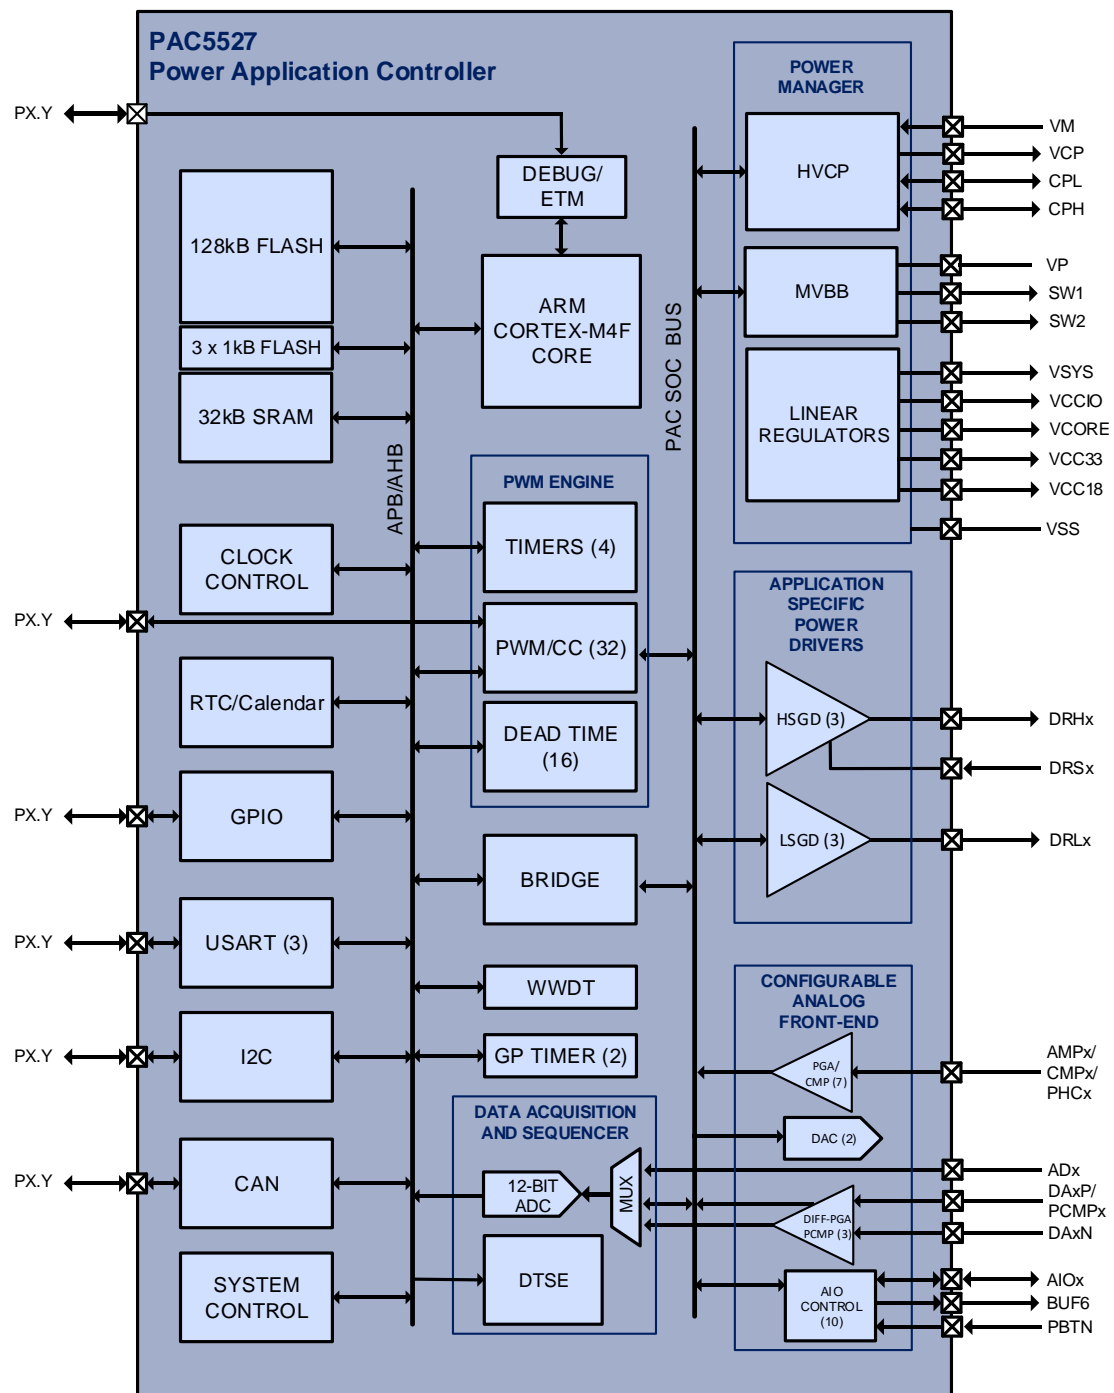 PAC5527
Power Application Controller
PX.Y
DEBUG/
ETM
128kB FLASH
3 x 1kB FLASH
32kB SRAM
ARM
CORTEX-M4F
CORE
APB/AHB
PAC SOC BUS
CLOCK
CONTROL
PX.Y
RTC/Calendar
PX.Y
GPIO
PX.Y
USART (3)
PX.Y
I2C
PX.Y
CAN
SYSTEM
CONTROL
PWM ENGINE
TIMERS (4)
PWM/CC (32)
DEAD TIME
(16)
BRIDGE
WWDT
GP TIMER (2)
DATA ACQUISITION
AND SEQUENCER
12-BIT
ADC
MUX
DTSE
POWER
MANAGER
HVCP
VM
VCP
CPL
CPH
MVBB
VP
SW1
SW2
LINEAR
REGULATORS
VSYS
VCCIO
VCORE
VCC33
VCC18
VSS
APPLICATION
SPECIFIC
POWER
DRIVERS
HSGD (3)
DRHx
DRSx
LSGD (3)
DRLx
CONFIGURABLE
ANALOG
FRONT-END
PGA/
CMP (7)
AMPx/
CMPx/
PHCx
DAC (2)
ADx
DIFF-PGA
PCMP (3)
DAxP/
PCMPx
DAxN
AIO
CONTROL
(10)
AIOx
BUF6
PBTN